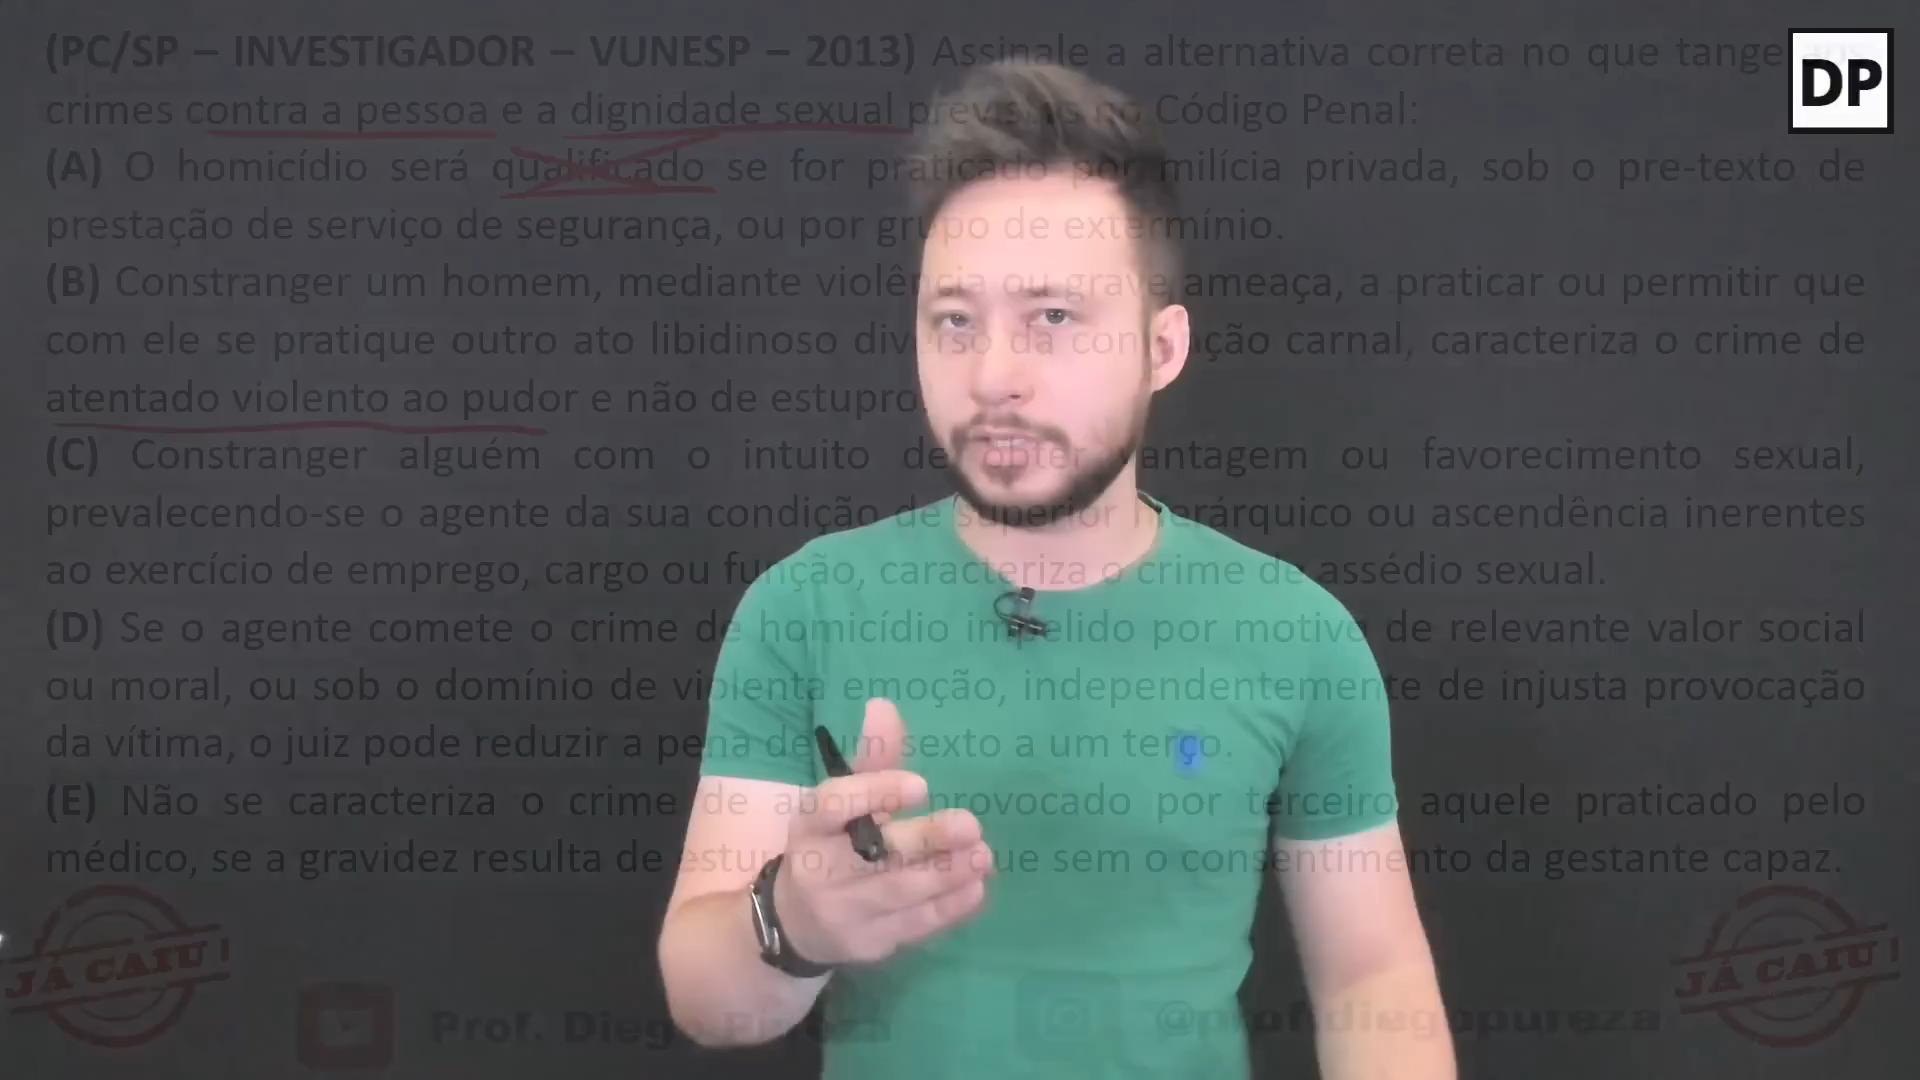 (PC/SP – INVESTIGADOR – VUNESP – 2013) Assinale a alternativa correta no que tange
DP
crimes contra a pessoa e a dignidade sexual previstos no Código Penal:
(A) O homicídio será qualificado se for praticado por milícia privada, sob o pre-texto de
prestação de serviço de segurança, ou por grupo de extermínio.
(B) Constranger um homem, mediante violência ou grave ameaça, a praticar ou permitir que
com ele se pratique outro ato libidinoso diverso da conjunção carnal, caracteriza o crime de
atentado violento ao pudor e não de estupro.
(C) Constranger alguém com o intuito de obter vantagem ou favorecimento sexual,
prevalecendo-se o agente da sua condição de superior hierárquico ou ascendência inerentes
ao exercício de emprego, cargo ou função, caracteriza o crime de assédio sexual.
(D) Se o agente comete o crime de homicídio impelido por motivo de relevante valor social
ou moral, ou sob o domínio de violenta emoção, independentemente de injusta provocação
da vítima, o juiz pode reduzir a pena de um sexto a um terço.
(E) Não se caracteriza o crime de aborto provocado por terceiro aquele praticado pelo
médico, se a gravidez resulta de estupro, ainda que sem o consentimento da gestante capaz.
JÁ CAIU!
JÁ CAIU!
Prof. Diego Pureza
@prof.diegopureza